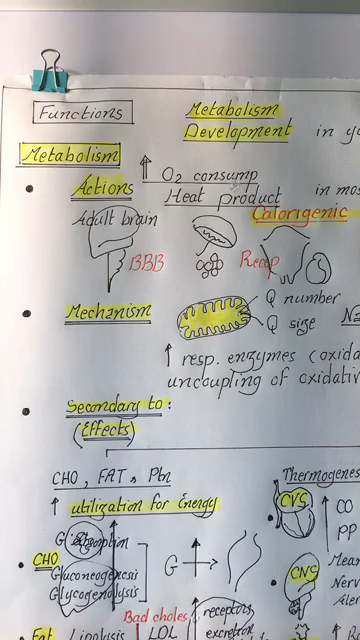 Functions
Metabolism
Development in yo
Metabolism
↑ O₂ consump
Actions
Heat product in mos
Calorigenic
Adult brain
BBB
Recep
Mechanism
Q number
Q size
↑ resp. enzymes (oxida
uncoupling of oxidativ
Secondary to:
(Effects)
CHO, FAT, Ptn
Thermogenes
↑ utilization for Energy
CVS
CO
PP
G absorption
CHO
Gluconeogenesis
Glycogenolysis
G
CNS
Mea
Nerv
Aler
Bad choles
receptors
Fat Lipolysis
LDL
excretion